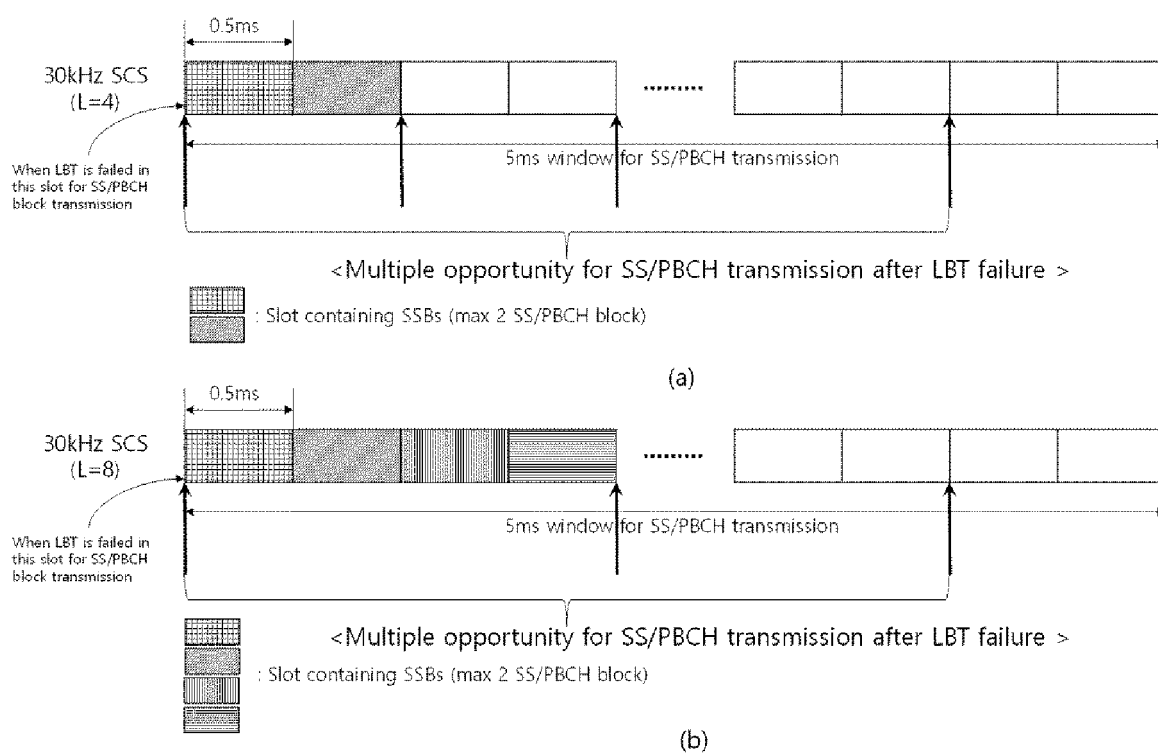 0.5ms
30kHz SCS
(L=4)
When LBT is failed in
this slot for SS/PBCH
block transmission
5ms window for SS/PBCH transmission
<Multiple opportunity for SS/PBCH transmission after LBT failure >
: Slot containing SSBs (max 2 SS/PBCH block)
(a)
0.5ms
30kHz SCS
(L=8)
When LBT is failed in
this slot for SS/PBCH
block transmission
5ms window for SS/PBCH transmission
<Multiple opportunity for SS/PBCH transmission after LBT failure >
: Slot containing SSBs (max 2 SS/PBCH block)
(b)